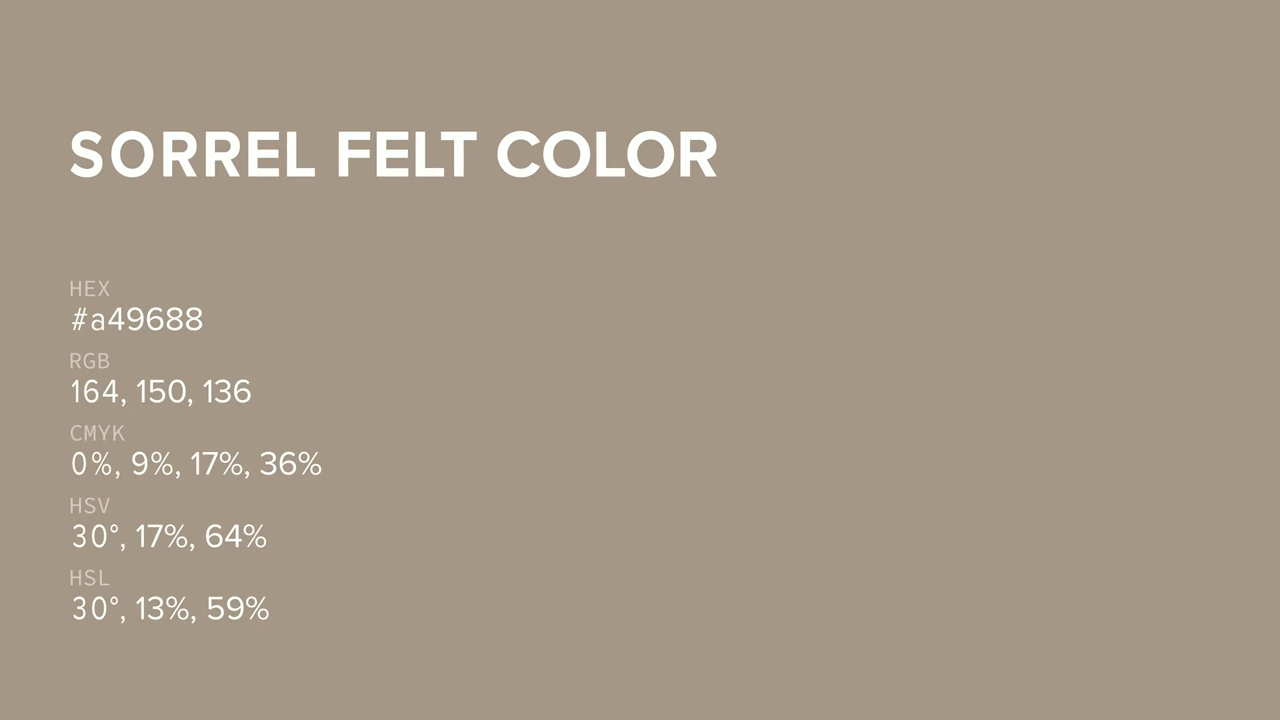 SORREL FELT COLOR
HEX
#a49688
RGB
164, 150, 136
CMYK
0%, 9%, 17%, 36%
HSV
30°, 17%, 64%
HSL
30°, 13%, 59%